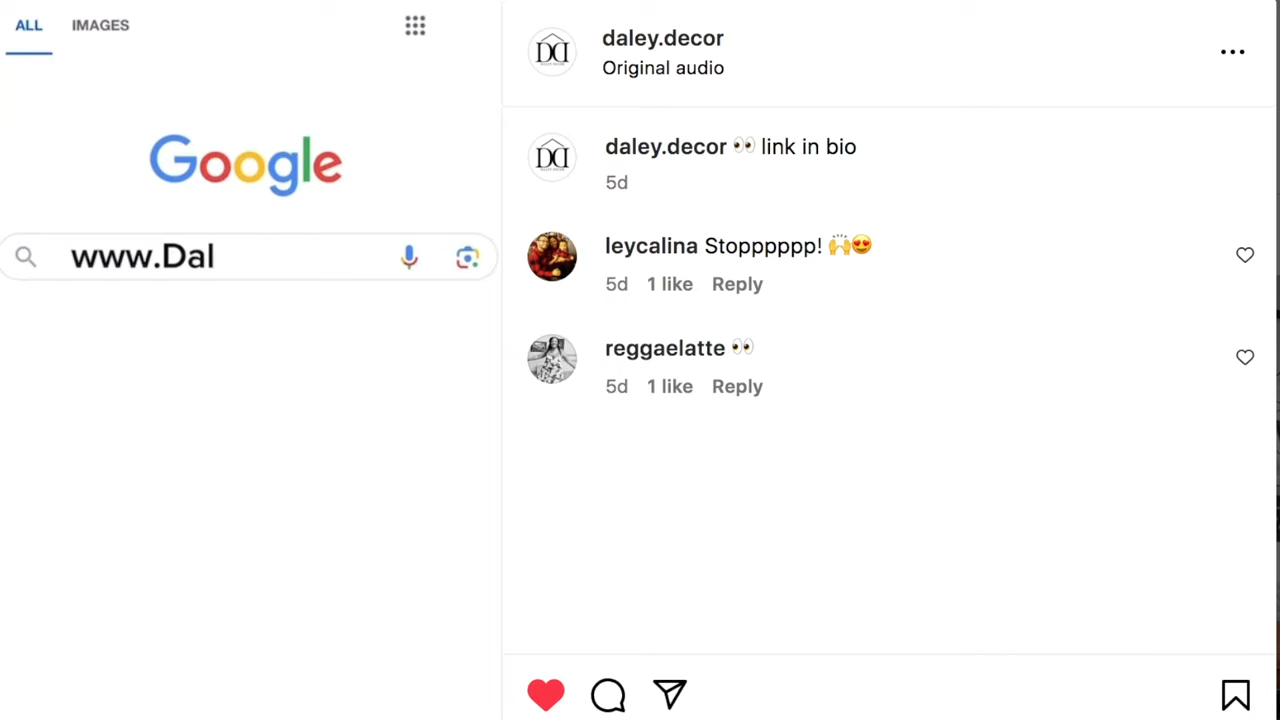 ALL IMAGES
Google
www.Dal
daley.decor
Original audio
daley.decor 👀 link in bio
5d
leycalina Stopppppp! 🙌😍
5d 1 like Reply
reggaelatte 👀
5d 1 like Reply